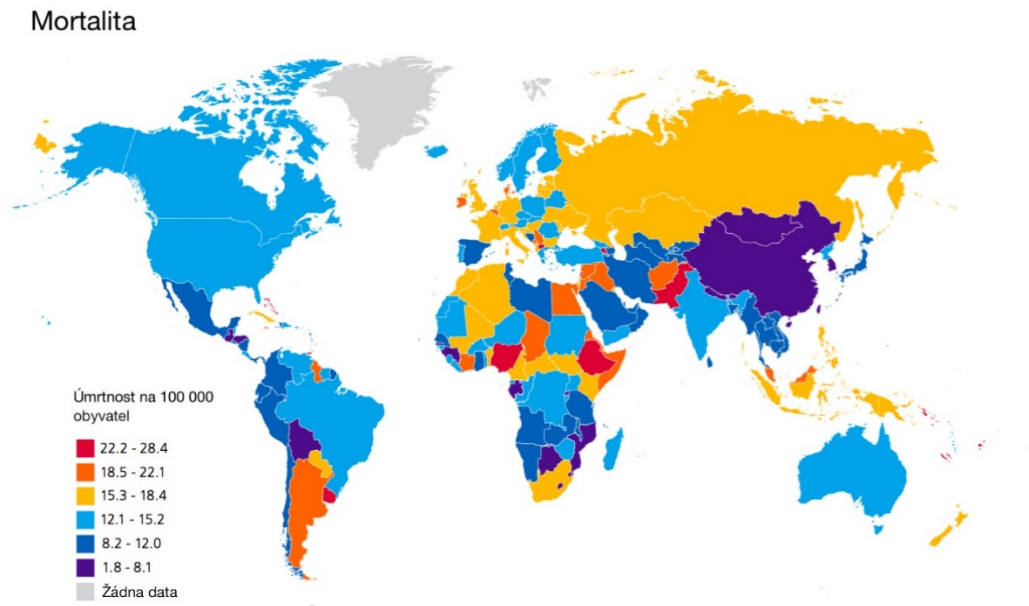 Mortalita
Úmrtnost na 100 000
obyvatel
22.2 - 28.4
18.5 - 22.1
15.3 - 18.4
12.1 - 15.2
8.2 - 12.0
1.8 - 8.1
Žádna data